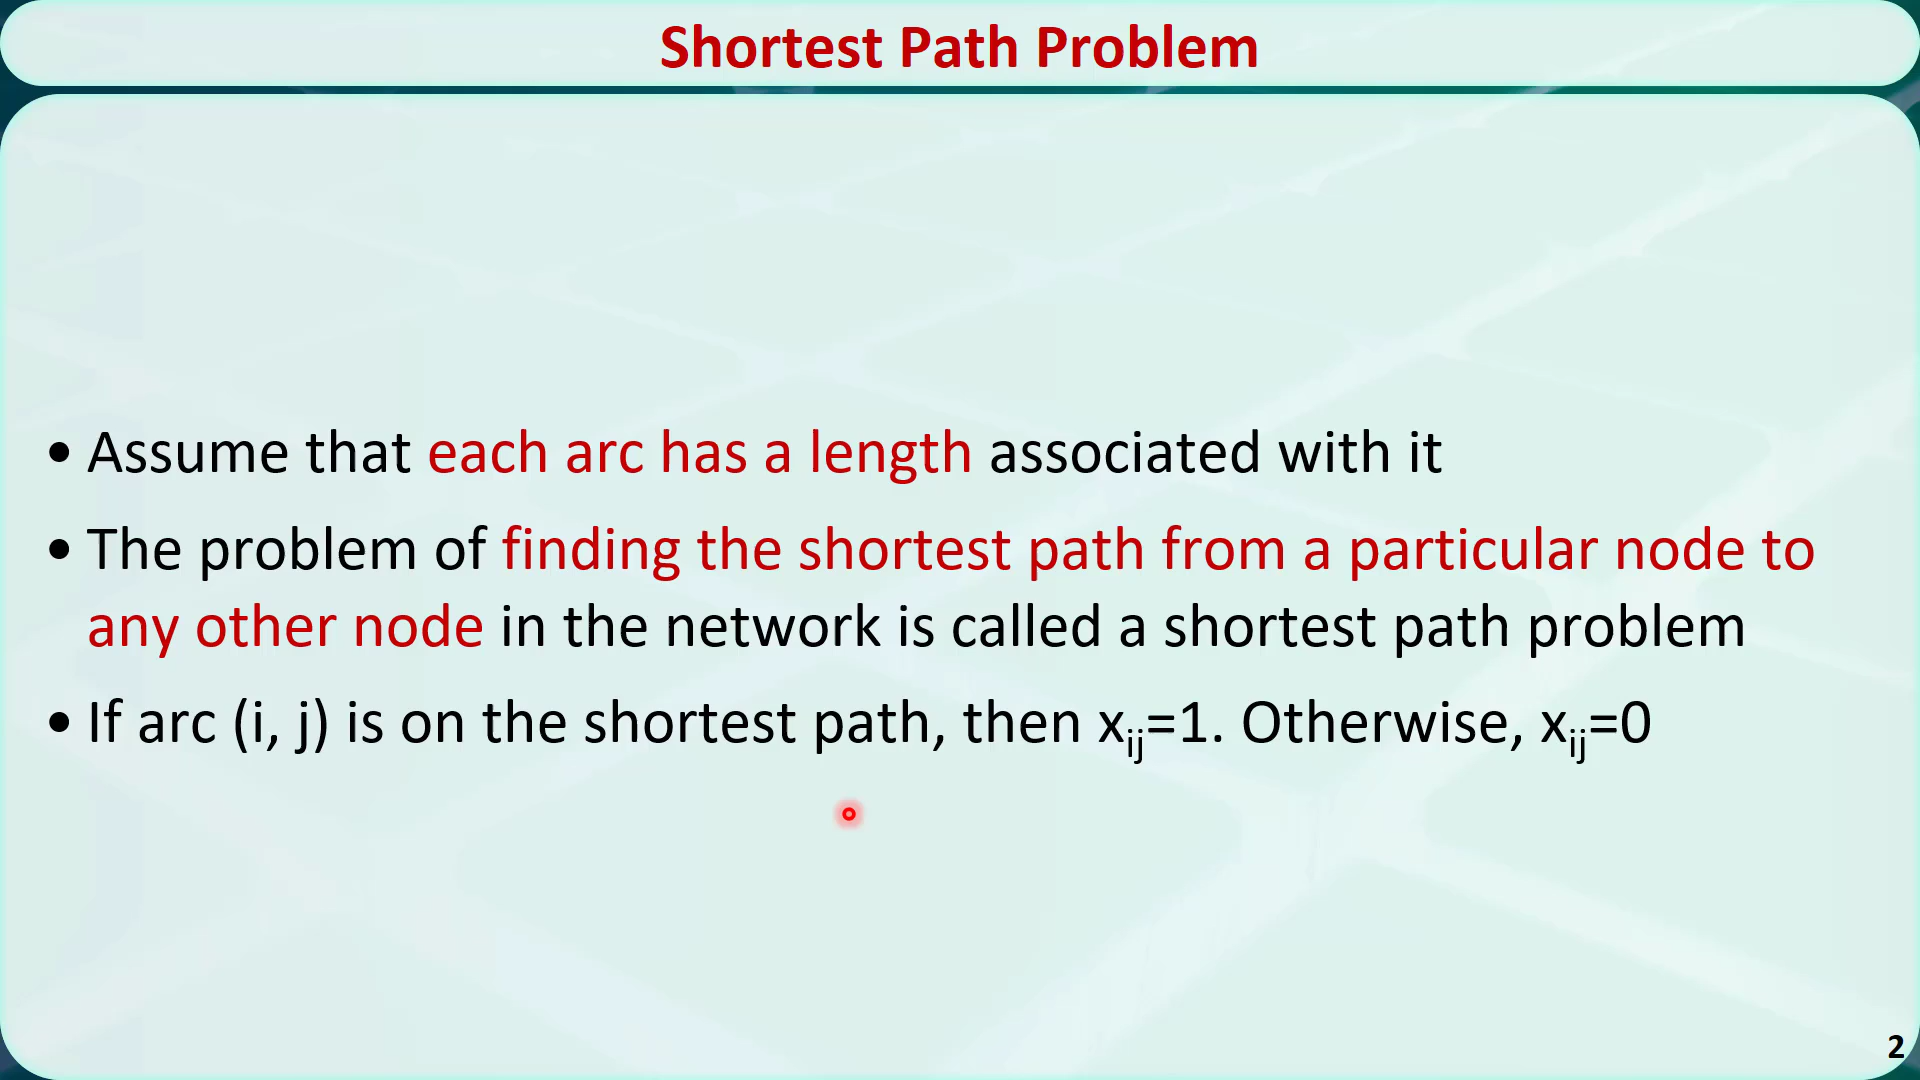 Shortest Path Problem
• Assume that each arc has a length associated with it
• The problem of finding the shortest path from a particular node to
any other node in the network is called a shortest path problem
• If arc (i, j) is on the shortest path, then xij=1. Otherwise, xij=0
2